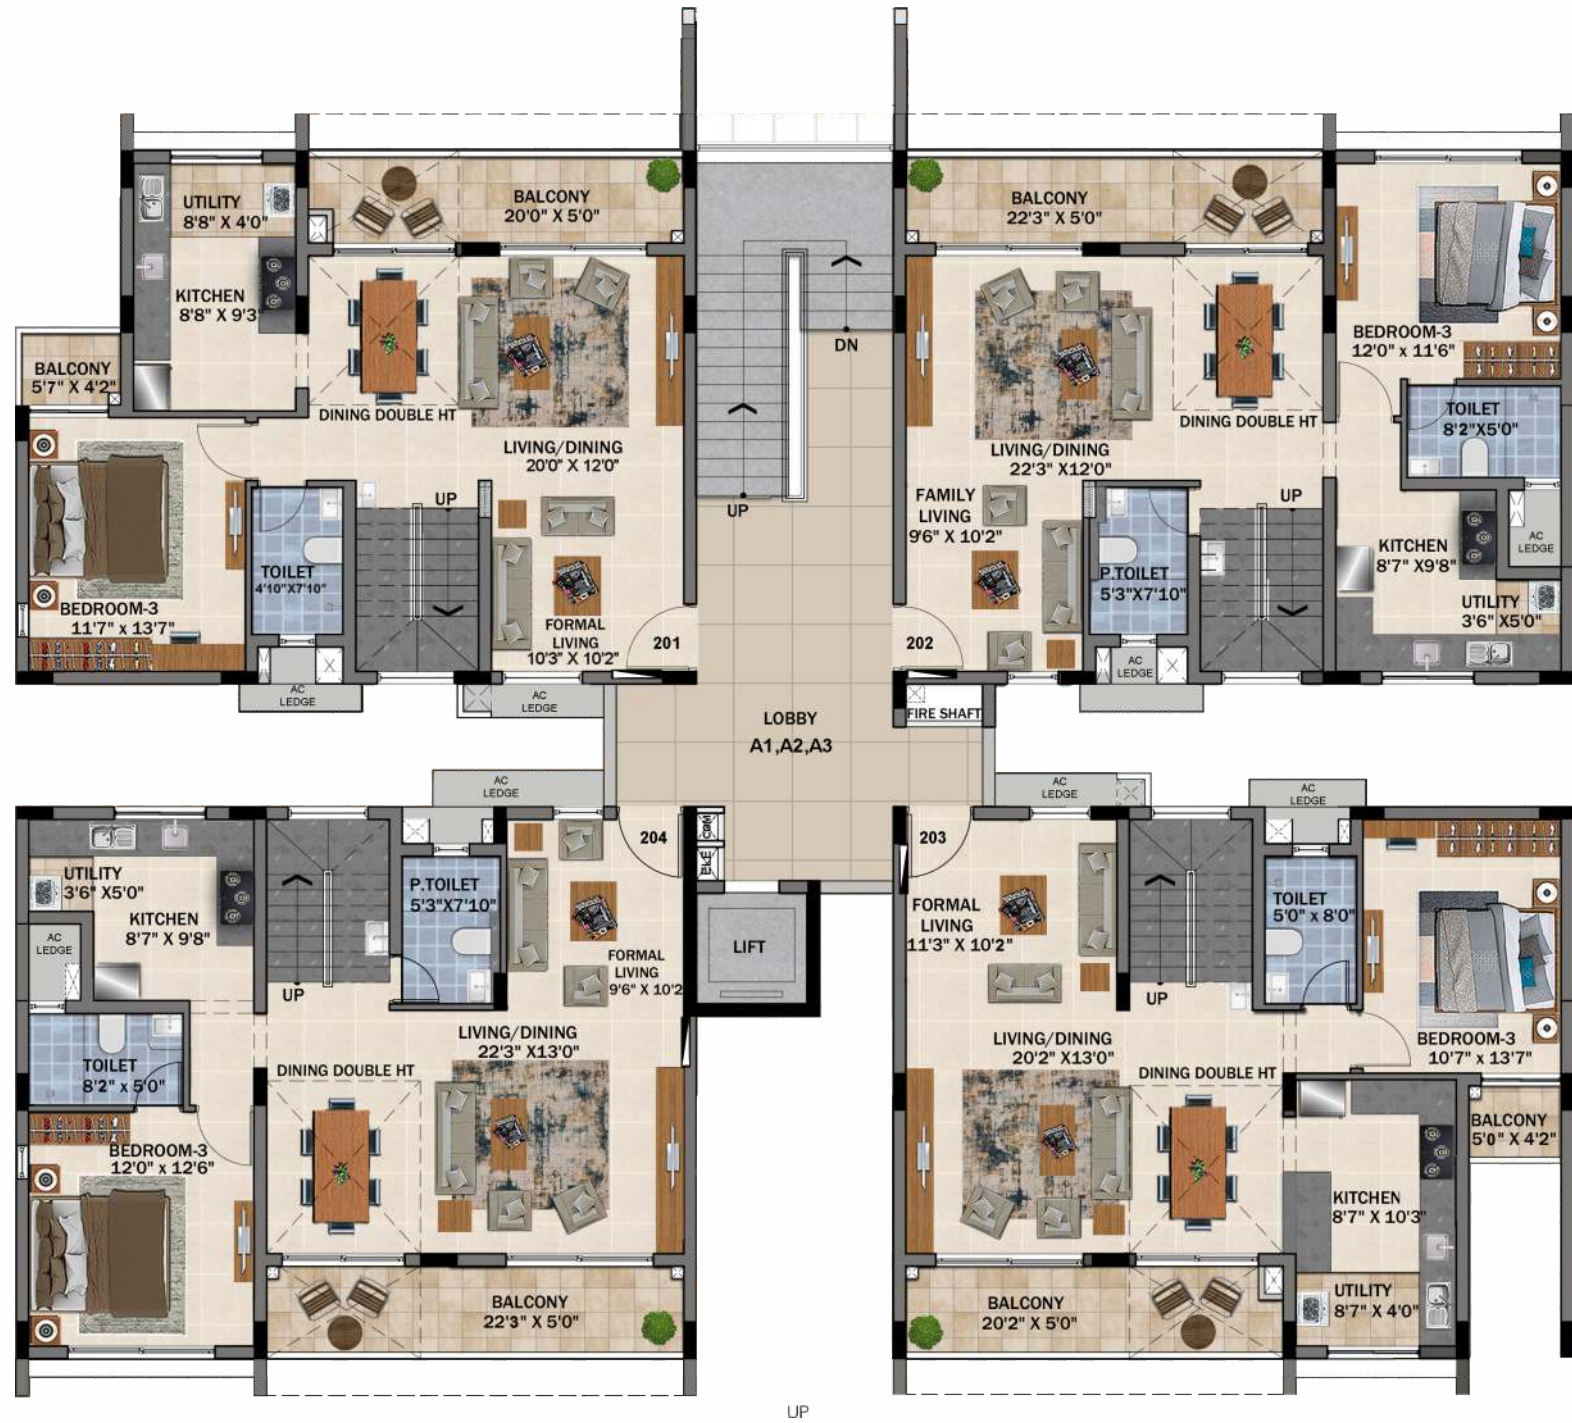 UTILITY
8'8" X 4'0"
BALCONY
20'0" X 5'0"
KITCHEN
8'8" X 9'3"
BALCONY
5'7" X 4'2"
DINING DOUBLE HT
LIVING/DINING
20'0" X 12'0"
UP
TOILET
4'10"X7'10"
BEDROOM-3
11'7" x 13'7"
FORMAL
LIVING
10'3" X 10'2"
201
AC
LEDGE
AC
LEDGE
DN
UP
BALCONY
22'3" X 5'0"
BEDROOM-3
12'0" x 11'6"
DINING DOUBLE HT
TOILET
8'2"X5'0"
LIVING/DINING
22'3" X12'0"
FAMILY
LIVING
9'6" X 10'2"
UP
P.TOILET
5'3"X7'10"
KITCHEN
8'7" X9'8"
AC
LEDGE
UTILITY
3'6" X5'0"
202
AC
LEDGE
FIRE SHAFT
LOBBY
A1,A2,A3
AC
LEDGE
AC
LEDGE
AC
LEDGE
204
COM
ELE
LIFT
203
UTILITY
3'6" X5'0"
KITCHEN
8'7" X 9'8"
AC
LEDGE
P.TOILET
5'3"X7'10"
FORMAL
LIVING
9'6" X 10'2
UP
LIVING/DINING
22'3" X13'0"
TOILET
8'2" x 5'0"
DINING DOUBLE HT
BEDROOM-3
12'0" x 12'6"
BALCONY
22'3" X 5'0"
FORMAL
LIVING
11'3" X 10'2"
TOILET
5'0" x 8'0"
UP
LIVING/DINING
20'2" X13'0"
BEDROOM-3
10'7" x 13'7"
DINING DOUBLE HT
BALCONY
5'0" X 4'2"
KITCHEN
8'7" X 10'3"
BALCONY
20'2" X 5'0"
UTILITY
8'7" X 4'0"
UP